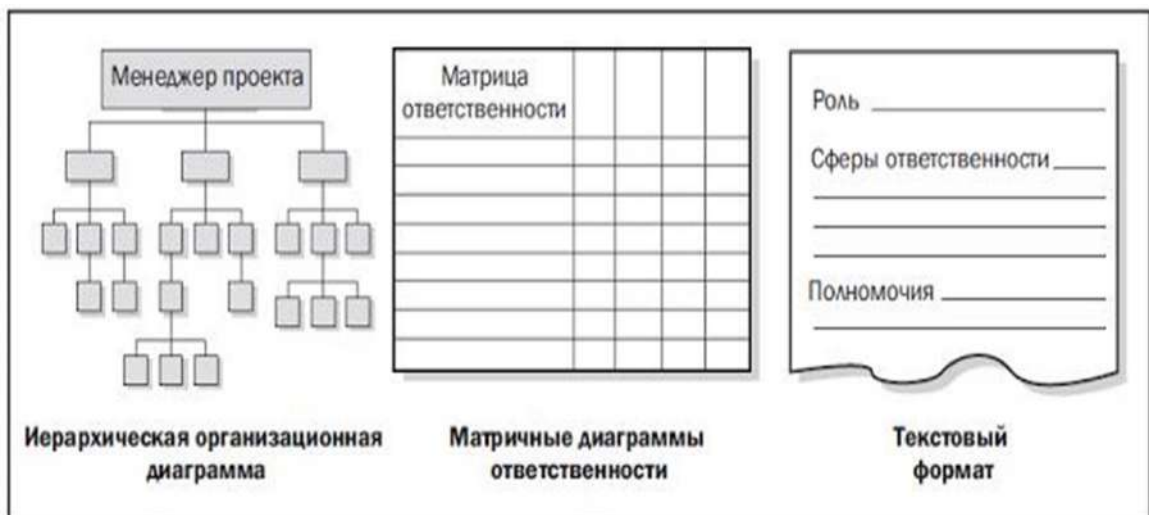 Менеджер проекта
Матрица
ответственности
Роль
Сферы ответственности
Полномочия
Иерархическая организационная
диаграмма
Матричные диаграммы
ответственности
Текстовый
формат